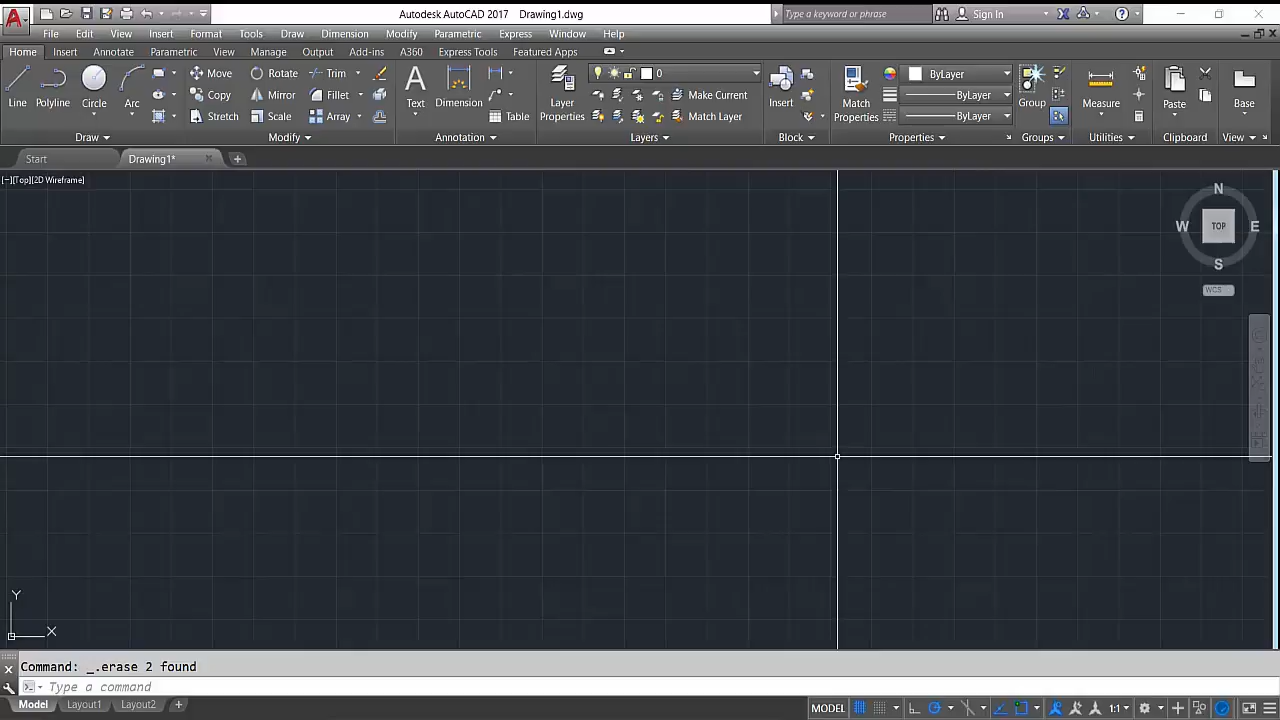 Autodesk AutoCAD 2017 Drawing1.dwg Type a keyword or phrase Sign In
File Edit View Insert Format Tools Draw Dimension Modify Parametric Express Window Help
Home Insert Annotate Parametric View Manage Output Add-ins A360 Express Tools Featured Apps
Move Rotate Trim 0 ByLayer
Copy Mirror Fillet Make Current ByLayer
Line Polyline Circle Arc Text Dimension Layer Properties Insert Match Properties Group Measure Paste Base
Stretch Scale Array Table Match Layer ByLayer
Draw Modify Annotation Layers Block Properties Groups Utilities Clipboard View
Start Drawing1*
[−][Top][2D Wireframe]
N
W TOP E
S
WCS
Y
X
Command: _.erase 2 found
Type a command
Model Layout1 Layout2 MODEL 1:1